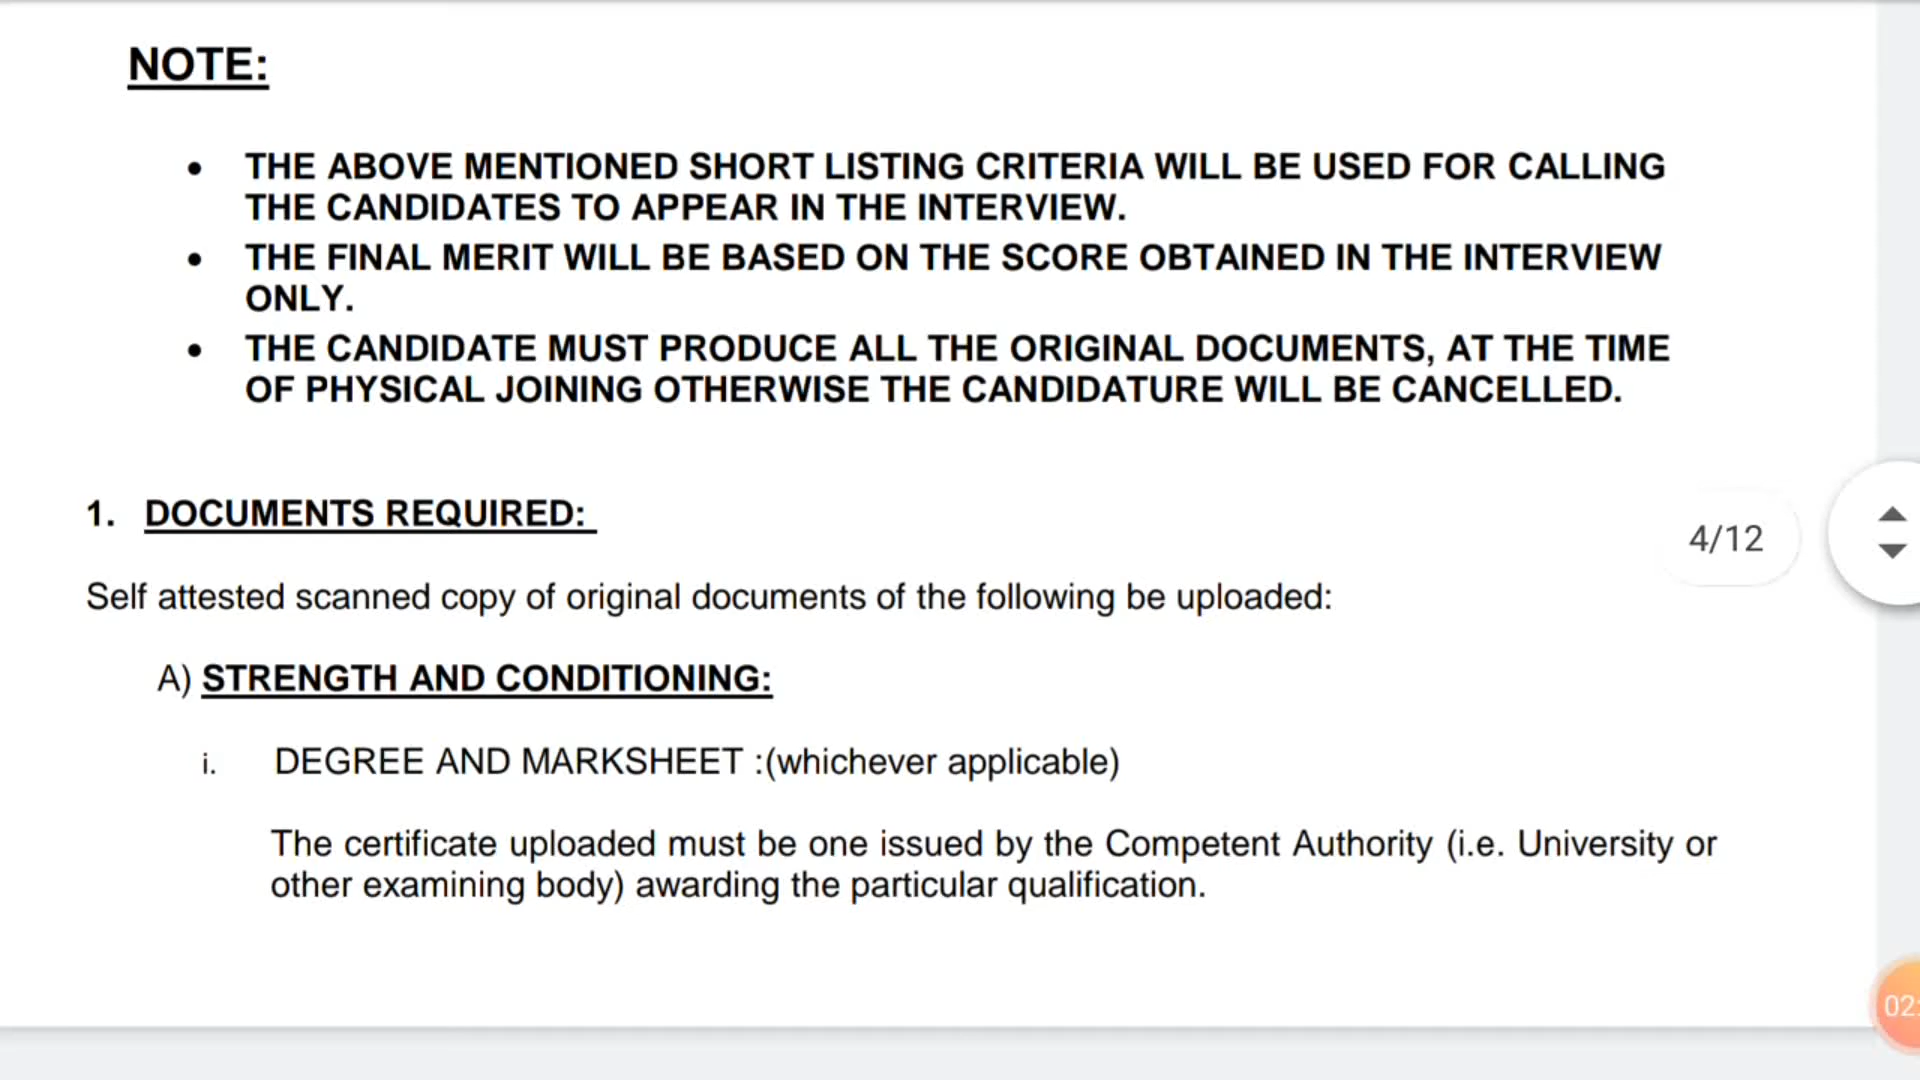 NOTE:
• THE ABOVE MENTIONED SHORT LISTING CRITERIA WILL BE USED FOR CALLING
THE CANDIDATES TO APPEAR IN THE INTERVIEW.
• THE FINAL MERIT WILL BE BASED ON THE SCORE OBTAINED IN THE INTERVIEW
ONLY.
• THE CANDIDATE MUST PRODUCE ALL THE ORIGINAL DOCUMENTS, AT THE TIME
OF PHYSICAL JOINING OTHERWISE THE CANDIDATURE WILL BE CANCELLED.
1. DOCUMENTS REQUIRED:
4/12
Self attested scanned copy of original documents of the following be uploaded:
A) STRENGTH AND CONDITIONING:
i. DEGREE AND MARKSHEET :(whichever applicable)
The certificate uploaded must be one issued by the Competent Authority (i.e. University or
other examining body) awarding the particular qualification.
02: